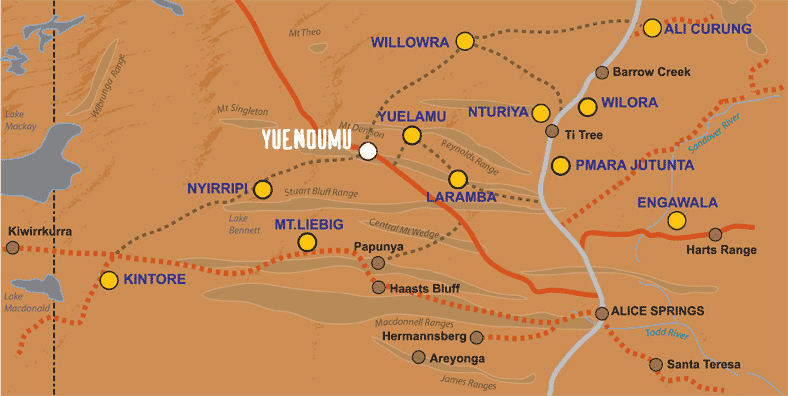 ALI CURUNG
Mt Theo
WILLOWRA
Wilbrunga Range
Barrow Creek
Lake
Mackay
Mt Singleton
NTURIYA
WILORA
YUELAMU
Mt Denison
YUENDUMU
Ti Tree
Sandover River
Reynolds Range
PMARA JUTUNTA
NYIRRIPI
Stuart Bluff Range
LARAMBA
ENGAWALA
Lake
Bennett
MT.LIEBIG
Central Mt Wedge
Kiwirrkurra
Papunya
Harts Range
KINTORE
Haasts Bluff
Lake
Macdonald
ALICE SPRINGS
Macdonnell Ranges
Todd River
Hermannsberg
Areyonga
Santa Teresa
James Ranges